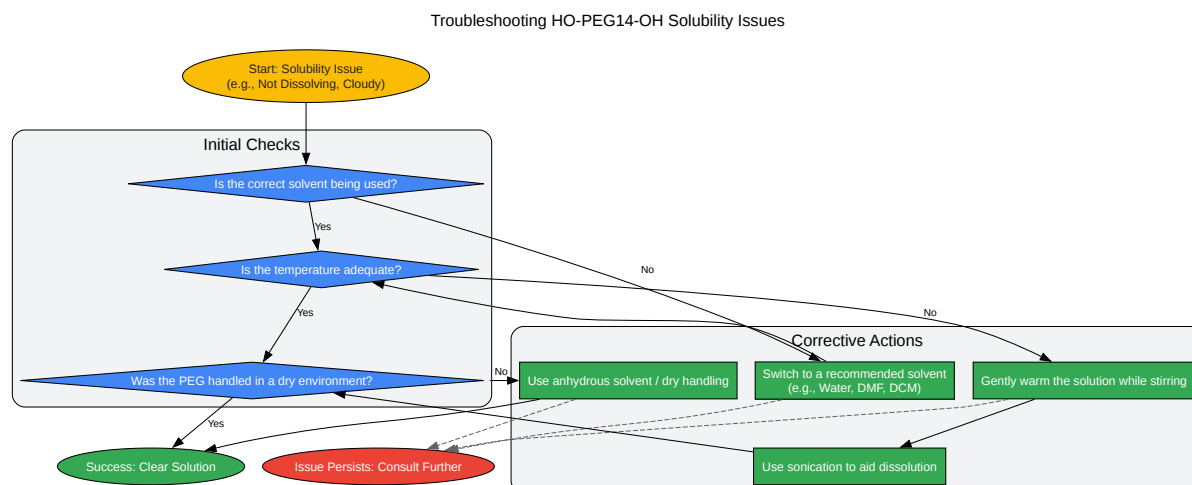 Troubleshooting HO-PEG14-OH Solubility Issues
Start: Solubility Issue
(e.g., Not Dissolving, Cloudy)
Initial Checks
Is the correct solvent being used?
Yes
No
Is the temperature adequate?
Yes
No
Corrective Actions
Was the PEG handled in a dry environment?
No
Use anhydrous solvent / dry handling
Switch to a recommended solvent
(e.g., Water, DMF, DCM)
Gently warm the solution while stirring
Yes
Success: Clear Solution
Issue Persists: Consult Further
Use sonication to aid dissolution